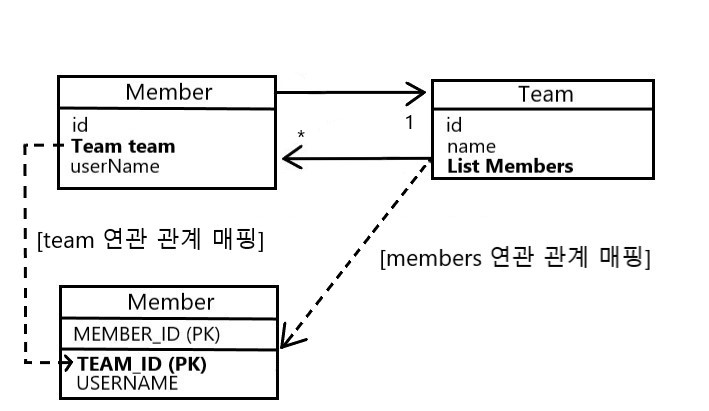 Member
id
Team team
userName
Team
id
name
List Members
1
*
[team 연관 관계 매핑]
[members 연관 관계 매핑]
Member
MEMBER_ID (PK)
TEAM_ID (PK)
USERNAME